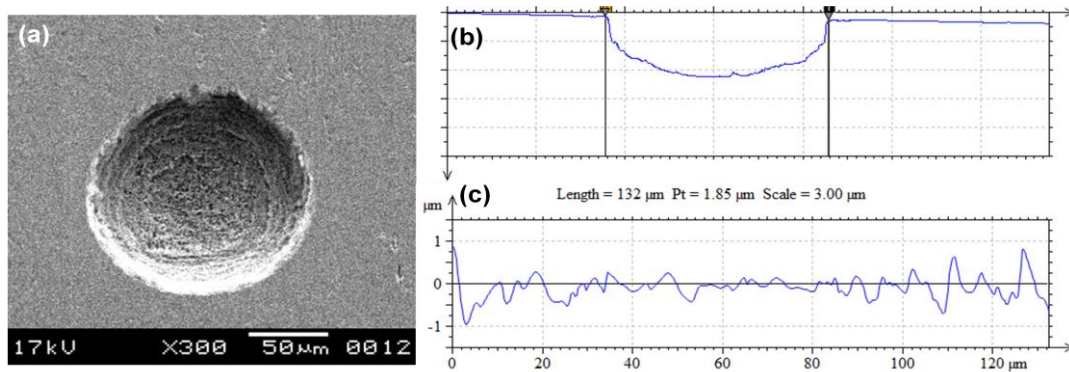 (a)
17kV X300 50µm 0012
(b)
(c)
Length = 132 µm Pt = 1.85 µm Scale = 3.00 µm
µm
1
0
-1
0 20 40 60 80 100 120 µm